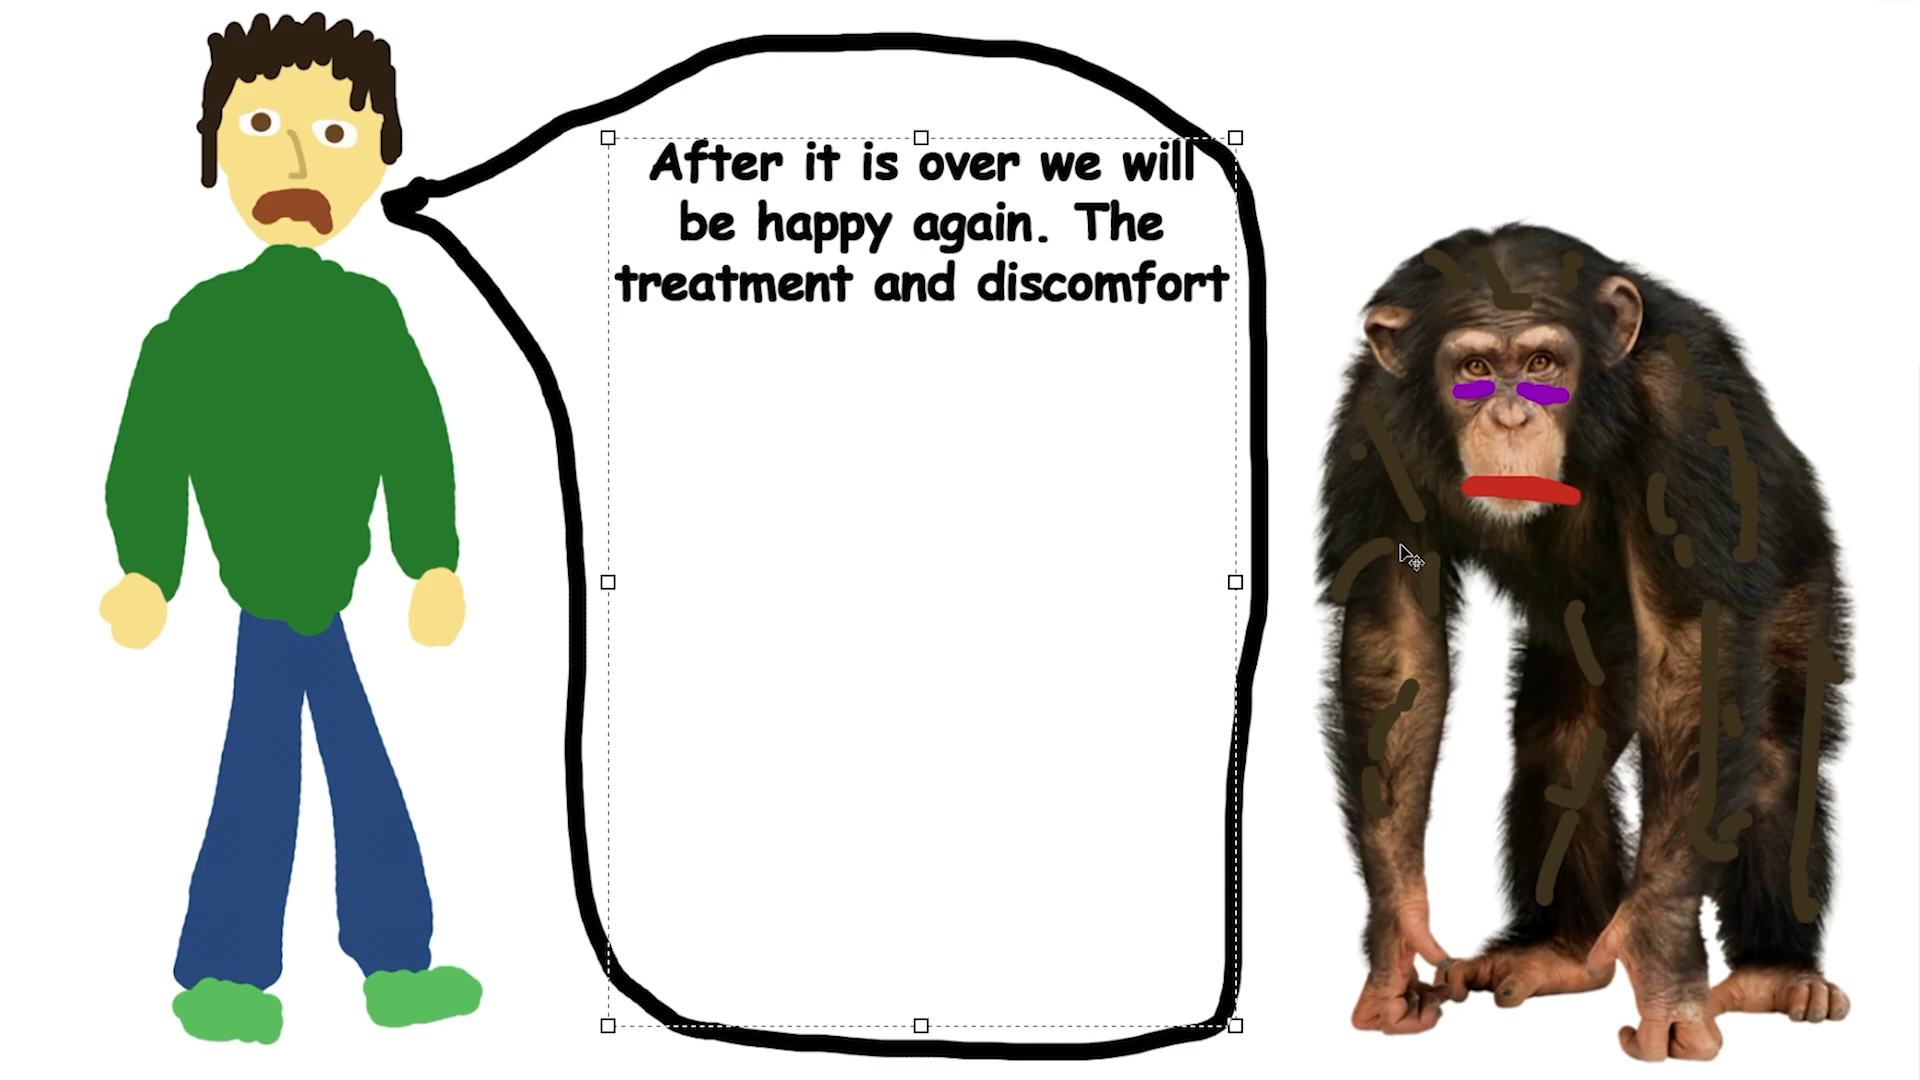 After it is over we will
be happy again. The
treatment and discomfort